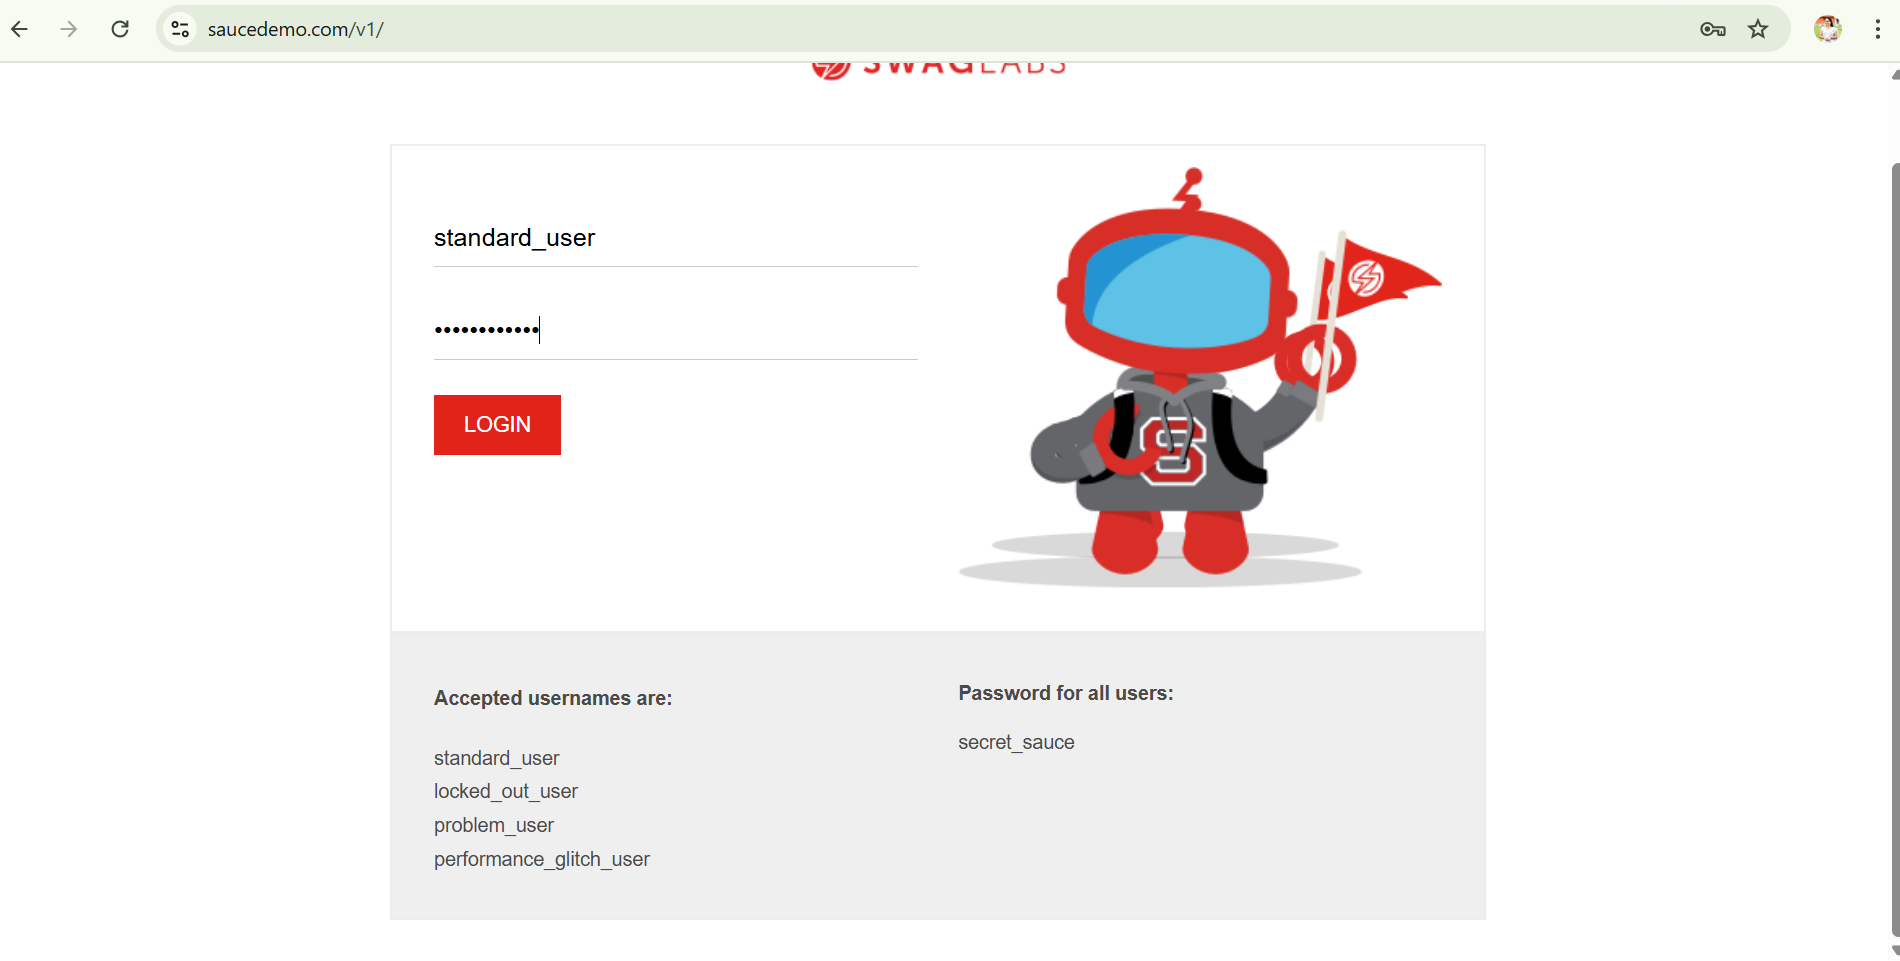 saucedemo.com/v1/
SWAGLABS
standard_user
••••••••••••
LOGIN
S
Accepted usernames are:
standard_user
locked_out_user
problem_user
performance_glitch_user
Password for all users:
secret_sauce